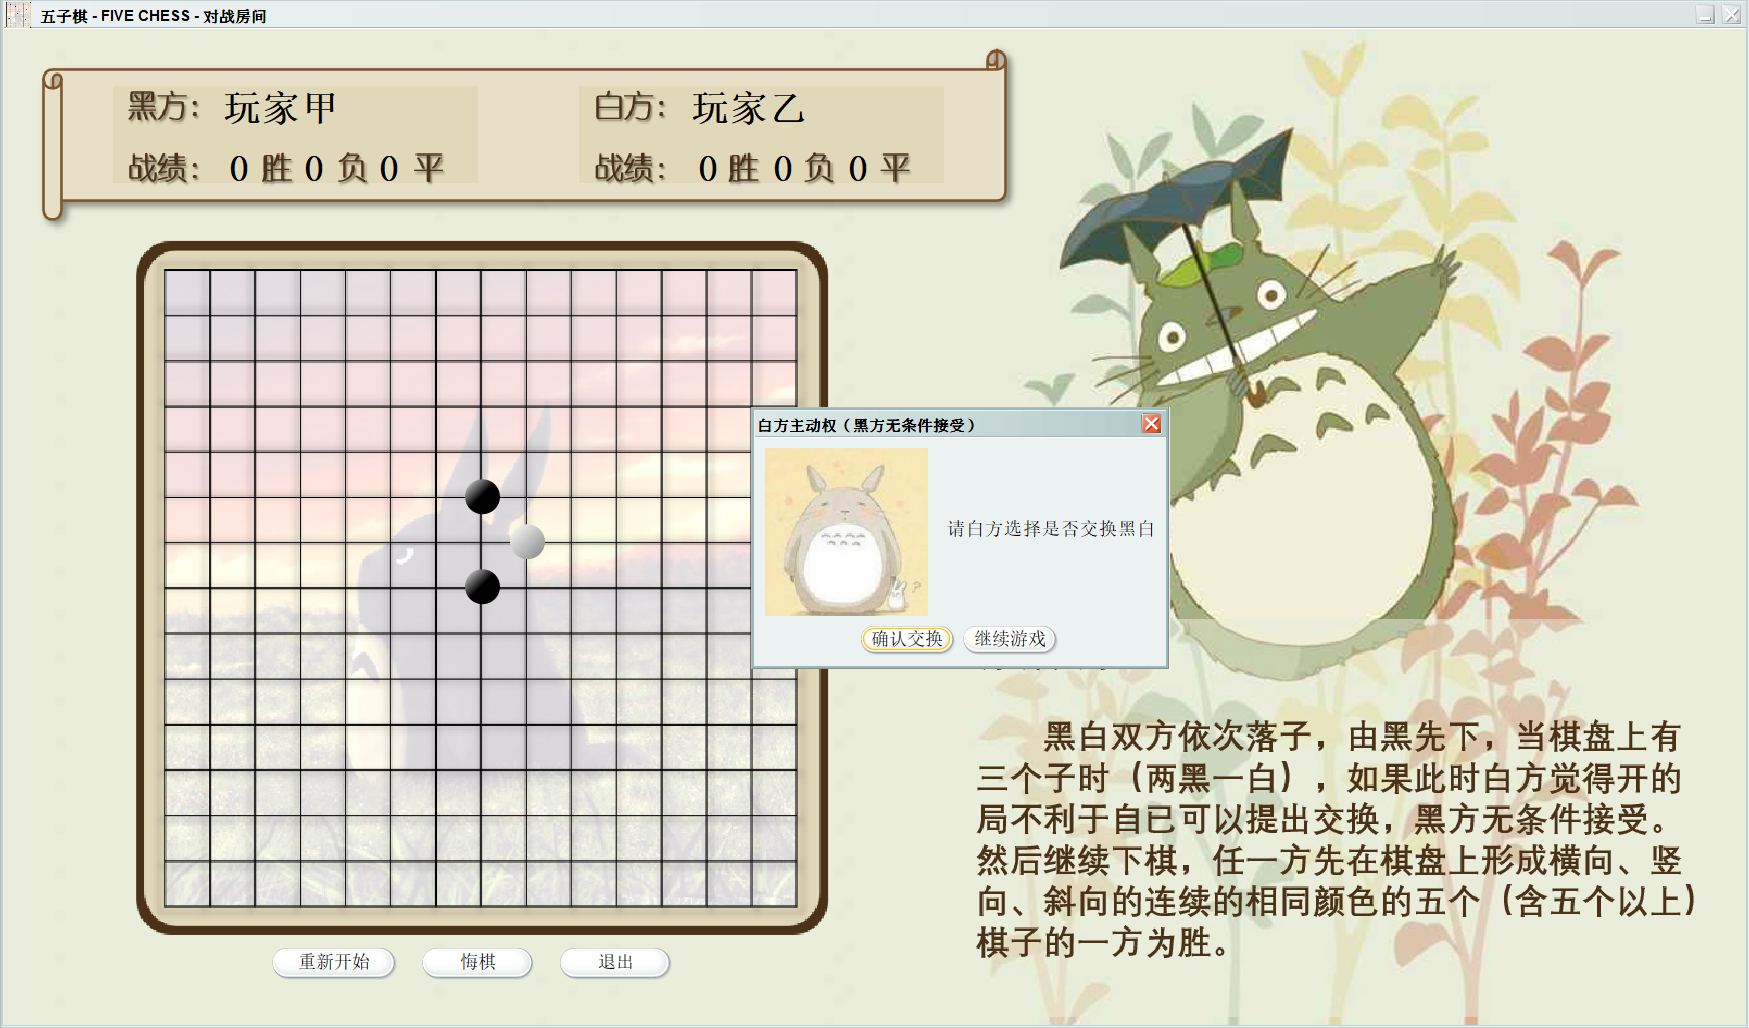 五子棋 - FIVE CHESS - 对战房间
黑方： 玩家甲
战绩： 0 胜 0 负 0 平
白方： 玩家乙
战绩： 0 胜 0 负 0 平
白方主动权（黑方无条件接受）
请白方选择是否交换黑白
确认交换
继续游戏
黑白双方依次落子，由黑先下，当棋盘上有
三个子时（两黑一白），如果此时白方觉得开的
局不利于自已可以提出交换，黑方无条件接受。
然后继续下棋，任一方先在棋盘上形成横向、竖
向、斜向的连续的相同颜色的五个（含五个以上）
棋子的一方为胜。
重新开始
悔棋
退出